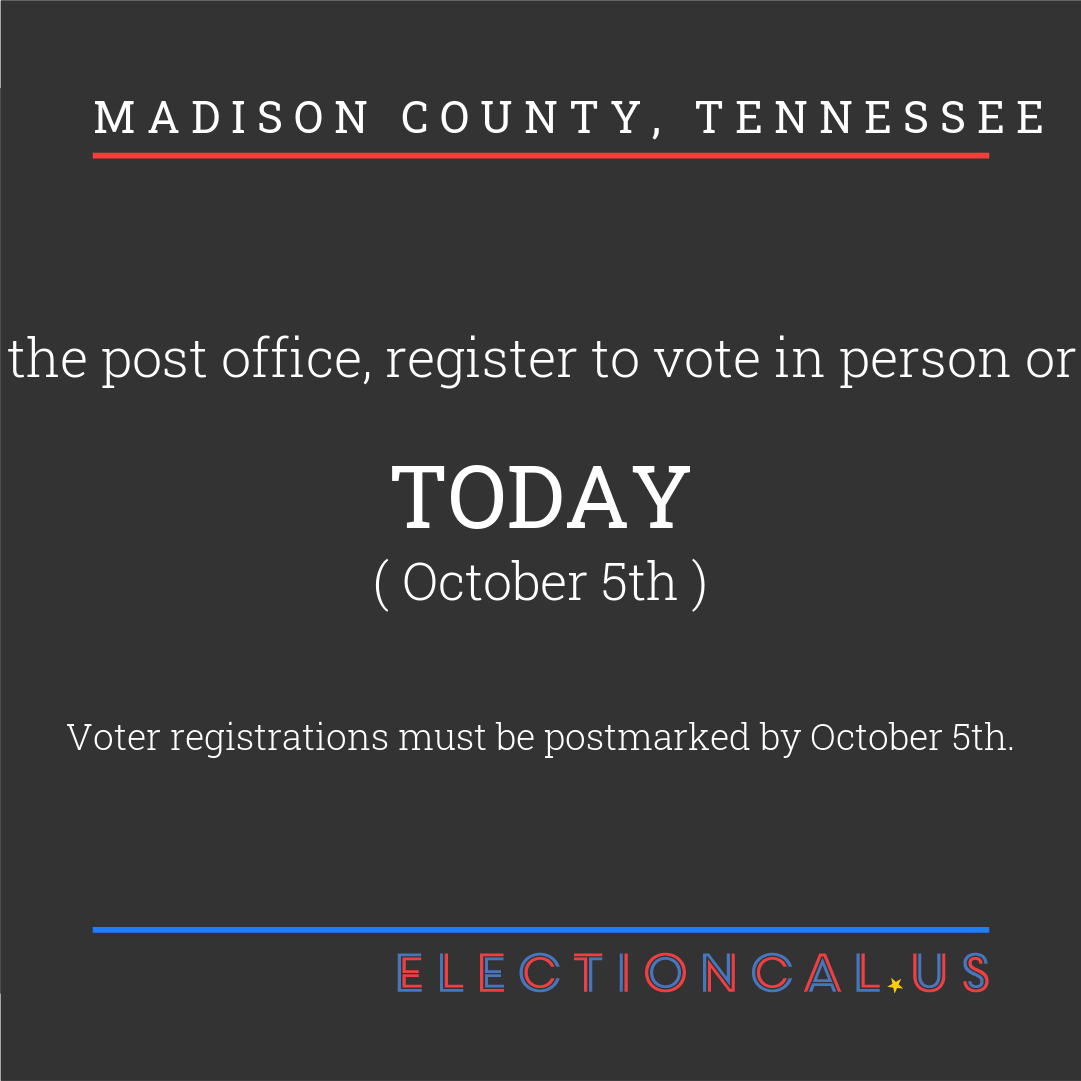 MADISON COUNTY, TENNESSEE
the post office, register to vote in person or
TODAY
( October 5th )
Voter registrations must be postmarked by October 5th.
ELECTIONCAL.US